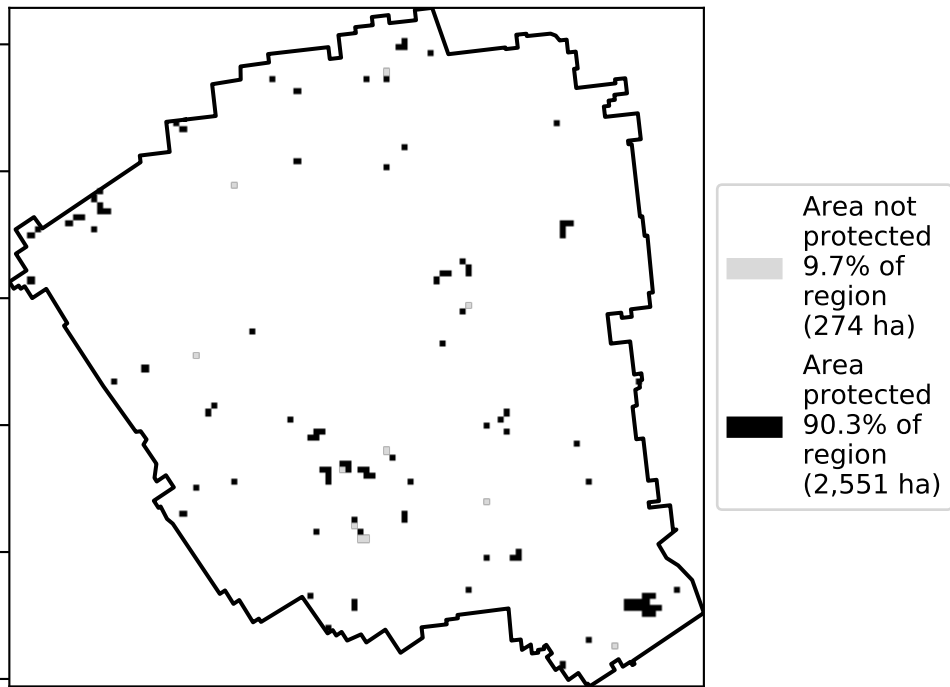 Area not
protected
9.7% of
region
(274 ha)
Area
protected
90.3% of
region
(2,551 ha)